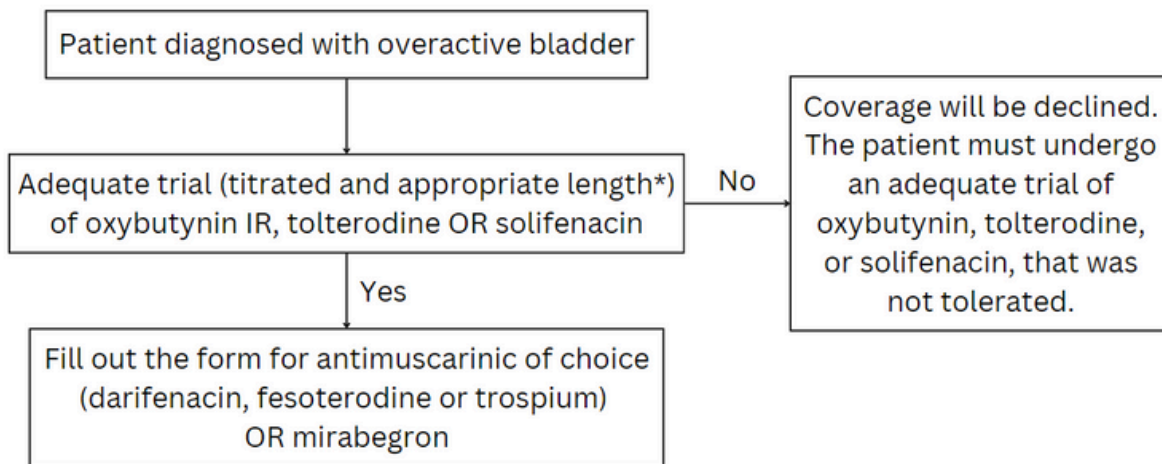 Patient diagnosed with overactive bladder
Adequate trial (titrated and appropriate length*)
of oxybutynin IR, tolterodine OR solifenacin
No
Coverage will be declined.
The patient must undergo
an adequate trial of
oxybutynin, tolterodine,
or solifenacin, that was
not tolerated.
Yes
Fill out the form for antimuscarinic of choice
(darifenacin, fesoterodine or trospium)
OR mirabegron